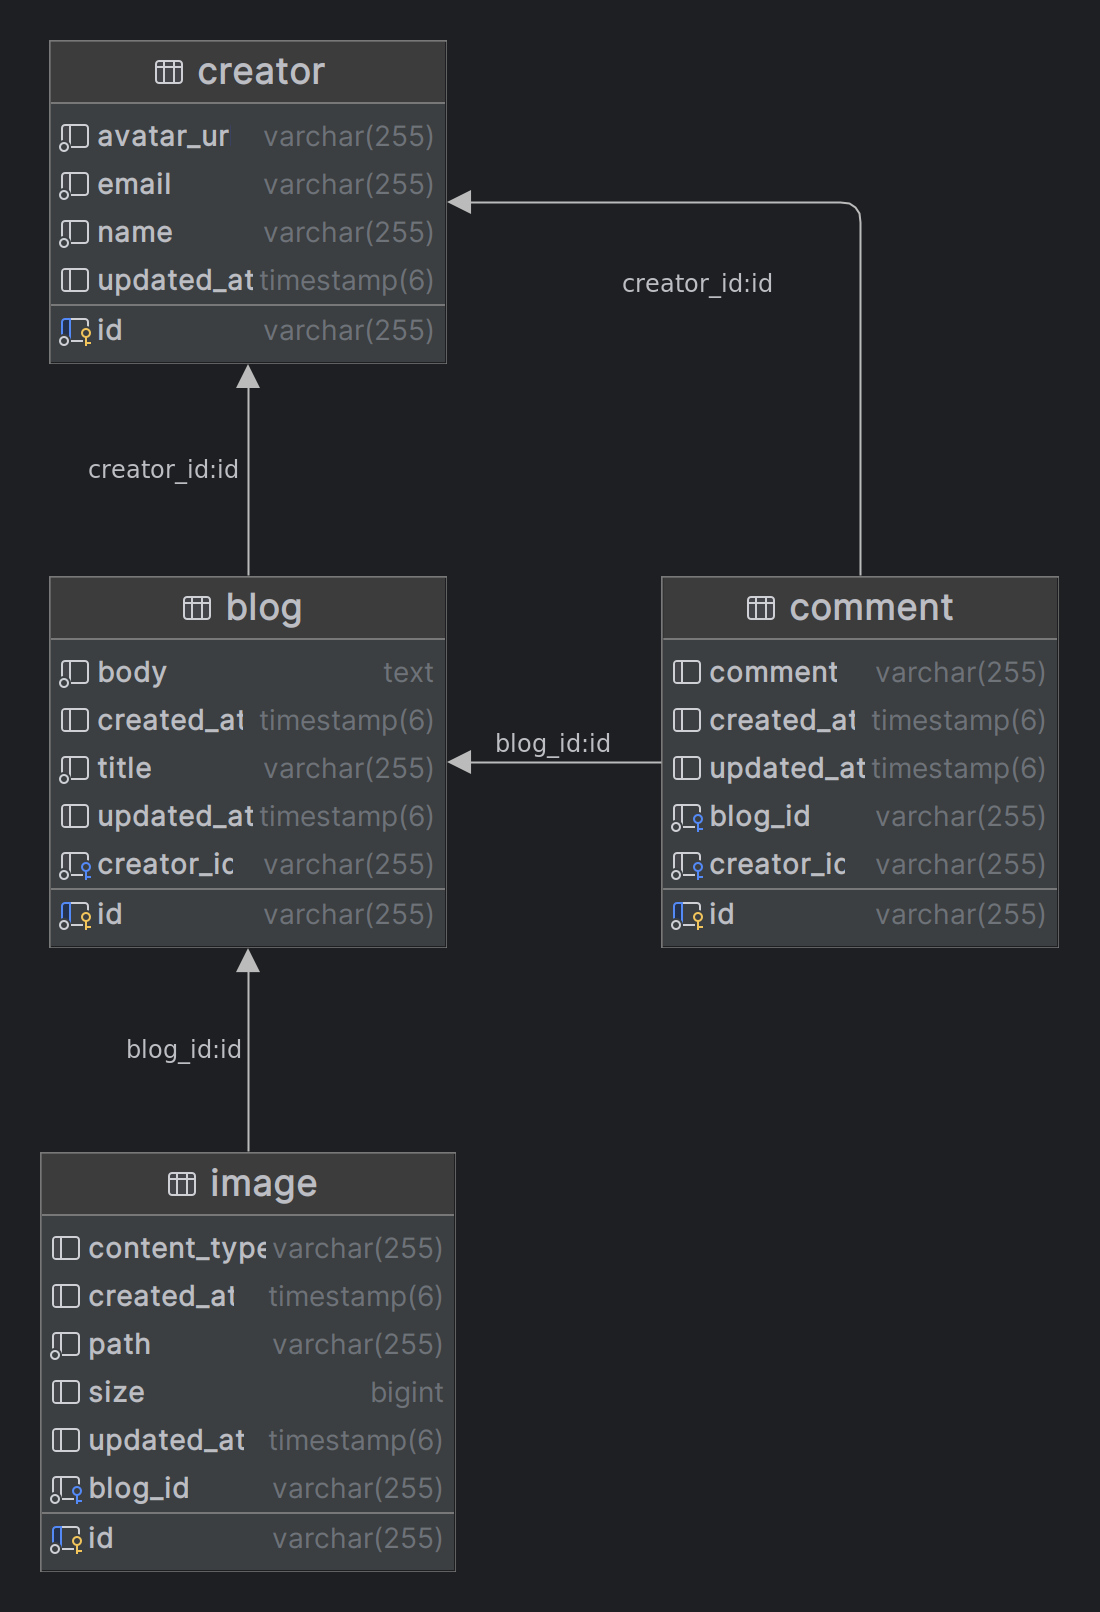 creator
avatar_ur varchar(255)
email varchar(255)
name varchar(255)
updated_at timestamp(6)
id varchar(255)
creator_id:id
creator_id:id
blog
body text
created_at timestamp(6)
title varchar(255)
updated_at timestamp(6)
creator_ic varchar(255)
id varchar(255)
blog_id:id
comment
comment varchar(255)
created_at timestamp(6)
updated_at timestamp(6)
blog_id varchar(255)
creator_ic varchar(255)
id varchar(255)
blog_id:id
image
content_type varchar(255)
created_at timestamp(6)
path varchar(255)
size bigint
updated_at timestamp(6)
blog_id varchar(255)
id varchar(255)